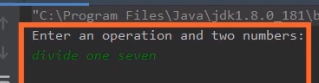 "C:\Program Files\Java\jdk1.8.0_181\b
Enter an operation and two numbers:
divide one seven